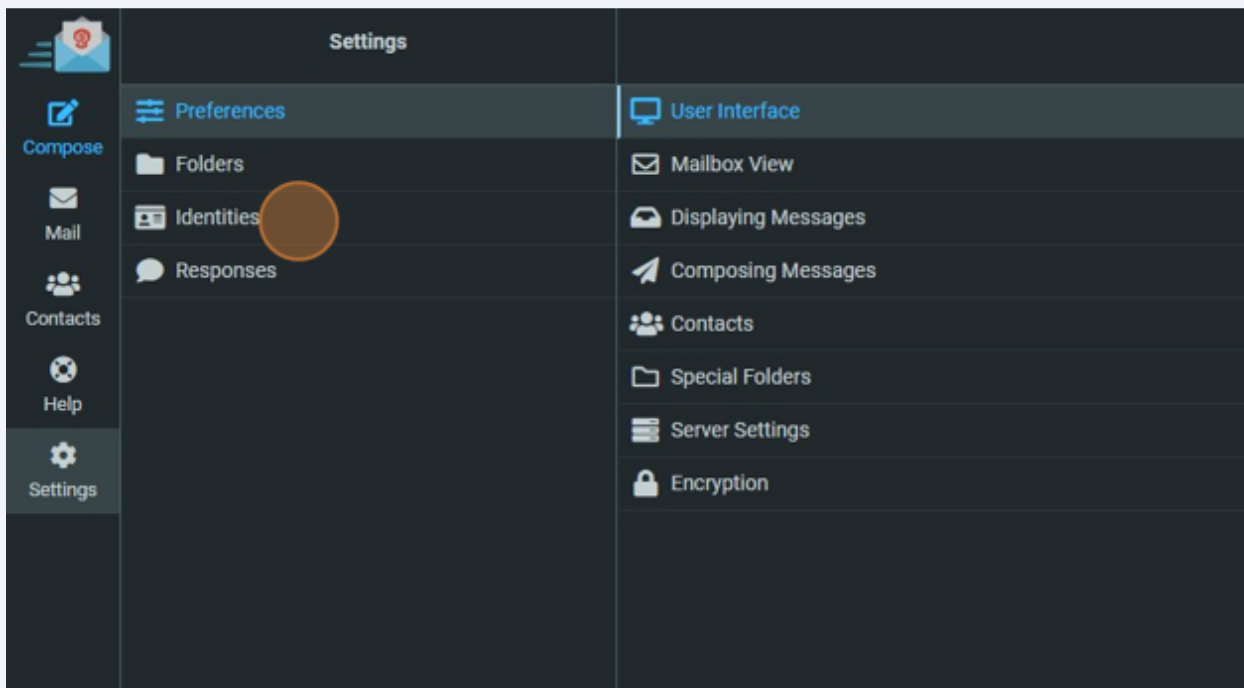 Compose
Mail
Contacts
Help
Settings
Settings
Preferences
Folders
Identities
Responses
User Interface
Mailbox View
Displaying Messages
Composing Messages
Contacts
Special Folders
Server Settings
Encryption